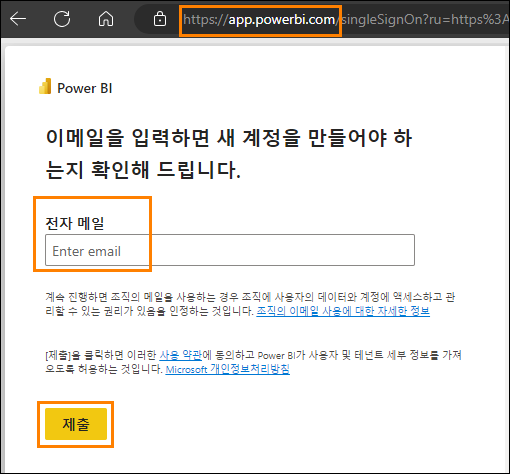 https://app.powerbi.com/singleSignOn?ru=https%3A
Power BI
이메일을 입력하면 새 계정을 만들어야 하
는지 확인해 드립니다.
전자 메일
Enter email
계속 진행하면 조직의 메일을 사용하는 경우 조직에 사용자의 데이터와 계정에 액세스하고 관
리할 수 있는 권리가 있음을 인정하는 것입니다. 조직의 이메일 사용에 대한 자세한 정보
[제출]을 클릭하면 이러한 사용 약관에 동의하고 Power BI가 사용자 및 테넌트 세부 정보를 가져
오도록 허용하는 것입니다. Microsoft 개인정보처리방침
제출